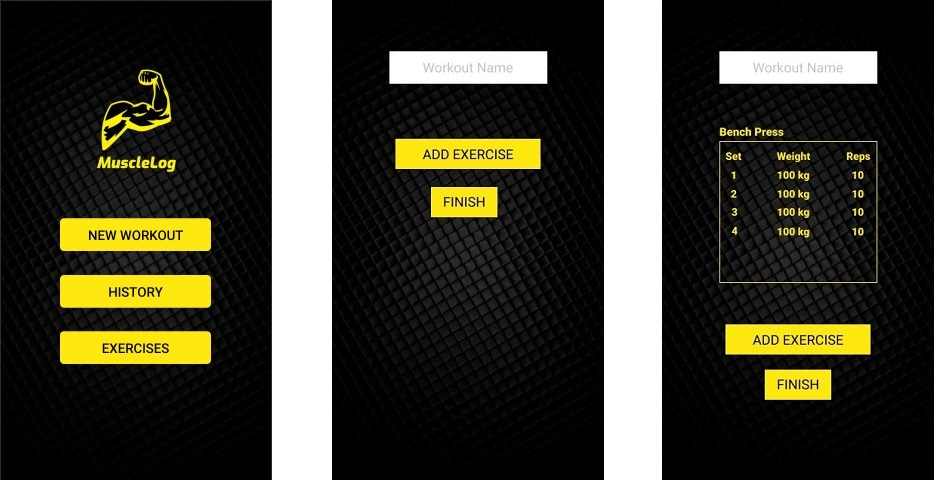 MuscleLog
NEW WORKOUT
HISTORY
EXERCISES
Workout Name
ADD EXERCISE
FINISH
Workout Name
Bench Press
Set Weight Reps
1 100 kg 10
2 100 kg 10
3 100 kg 10
4 100 kg 10
ADD EXERCISE
FINISH